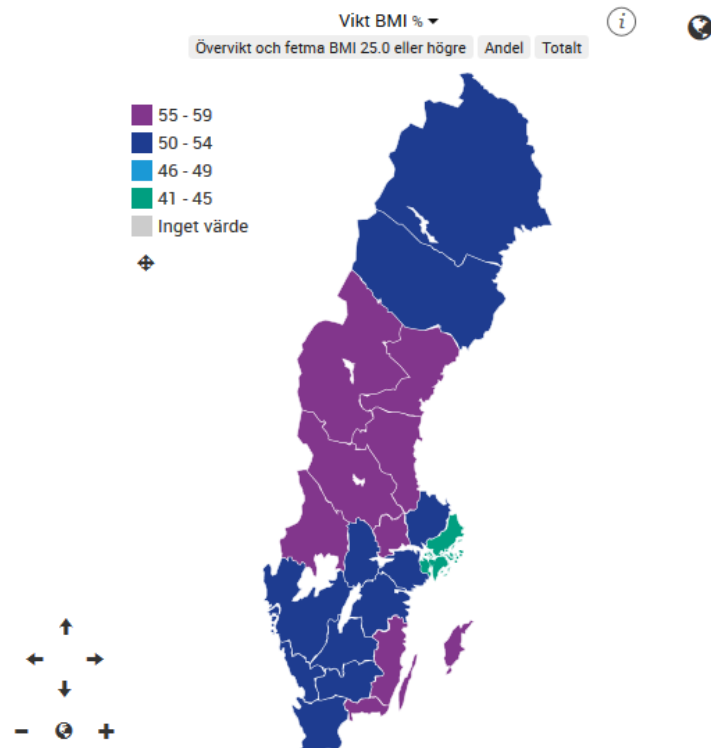 Vikt BMI %
Övervikt och fetma BMI 25.0 eller högre Andel Totalt
55 - 59
50 - 54
46 - 49
41 - 45
Inget värde